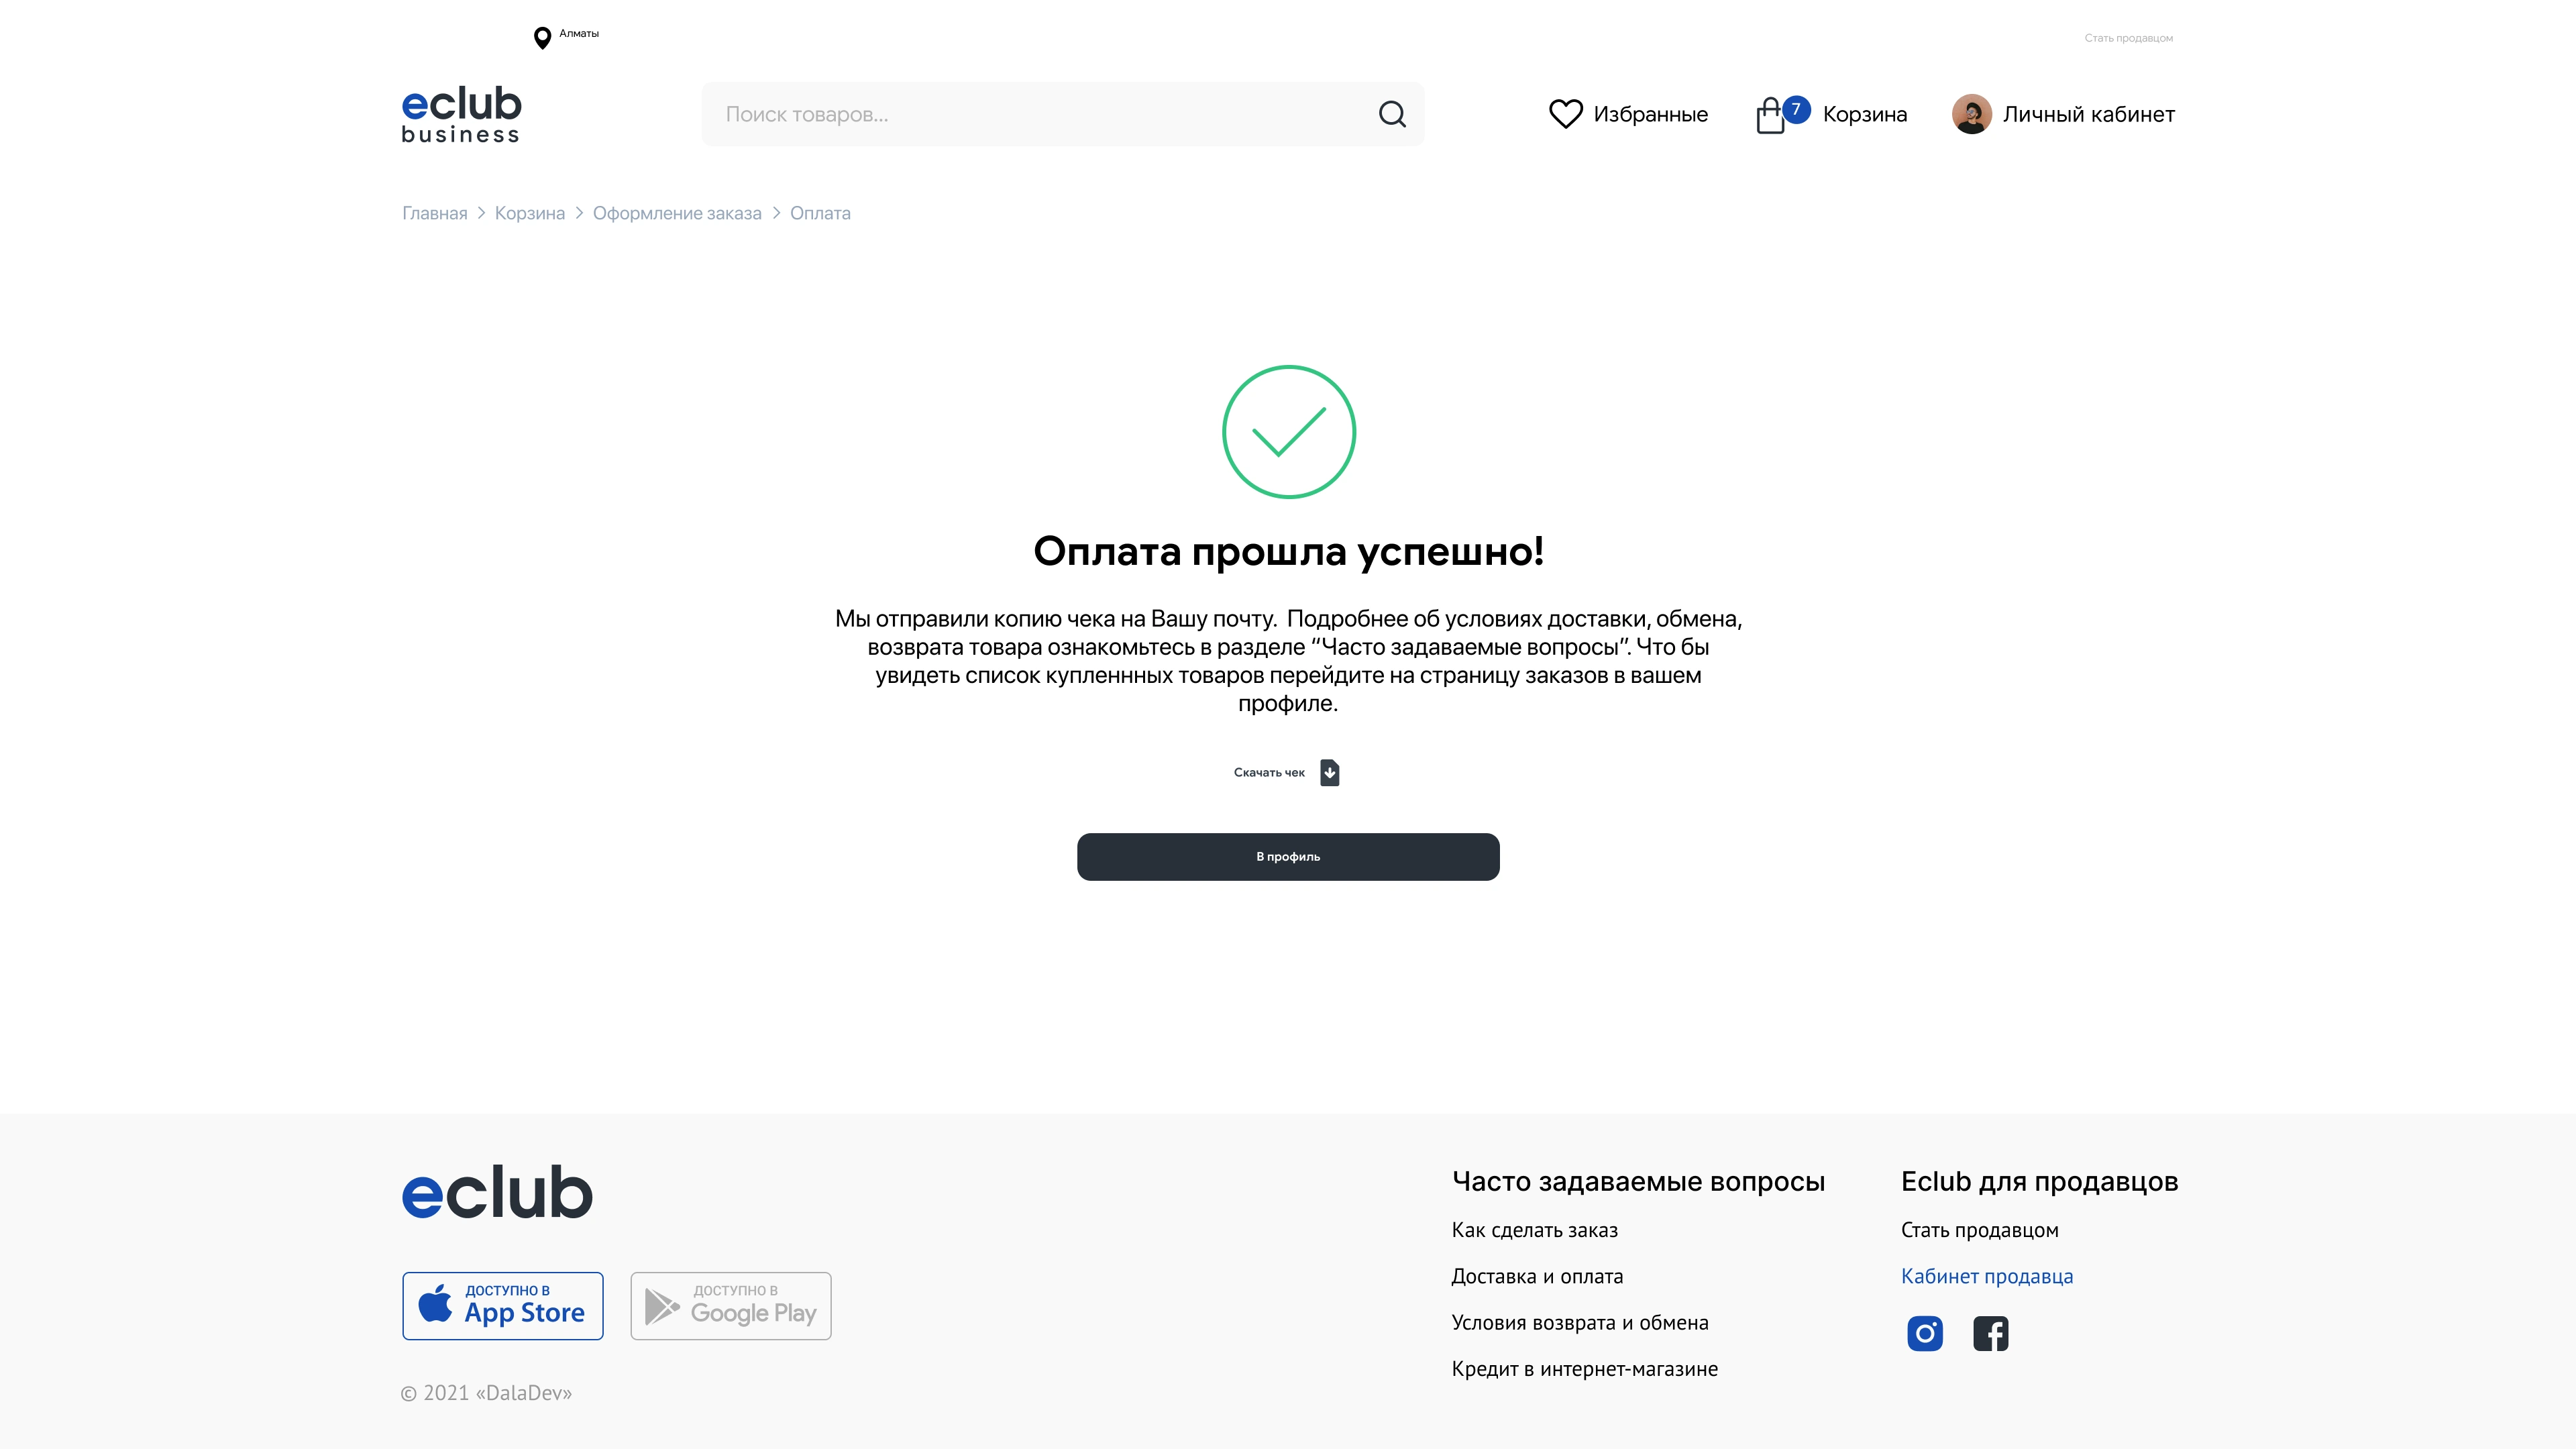 Алматы
Стать продавцом
eclub
business
Поиск товаров...
Избранные
7
Корзина
Личный кабинет
Главная > Корзина > Оформление заказа > Оплата
Оплата прошла успешно!
Мы отправили копию чека на Вашу почту. Подробнее об условиях доставки, обмена,
возврата товара ознакомьтесь в разделе “Часто задаваемые вопросы”. Что бы
увидеть список купленнных товаров перейдите на страницу заказов в вашем
профиле.
Скачать чек
В профиль
eclub
ДОСТУПНО В
App Store
ДОСТУПНО В
Google Play
© 2021 «DalaDev»
Часто задаваемые вопросы
Как сделать заказ
Доставка и оплата
Условия возврата и обмена
Кредит в интернет-магазине
Eclub для продавцов
Стать продавцом
Кабинет продавца